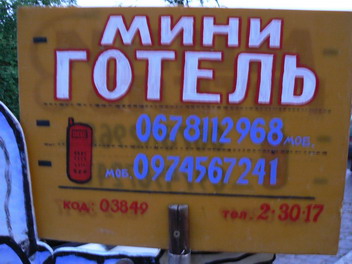 мини
ГОТЕЛЬ
0678112968 моб.
моб. 0974567241
код: 03849 тел. 2-30-17